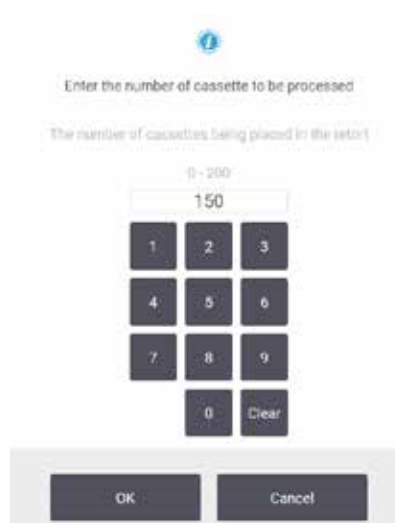 i
Enter the number of cassette to be processed
The number of cassettes being placed in the retort
0 - 200
150
1 2 3
4 5 6
7 8 9
0 Clear
OK Cancel